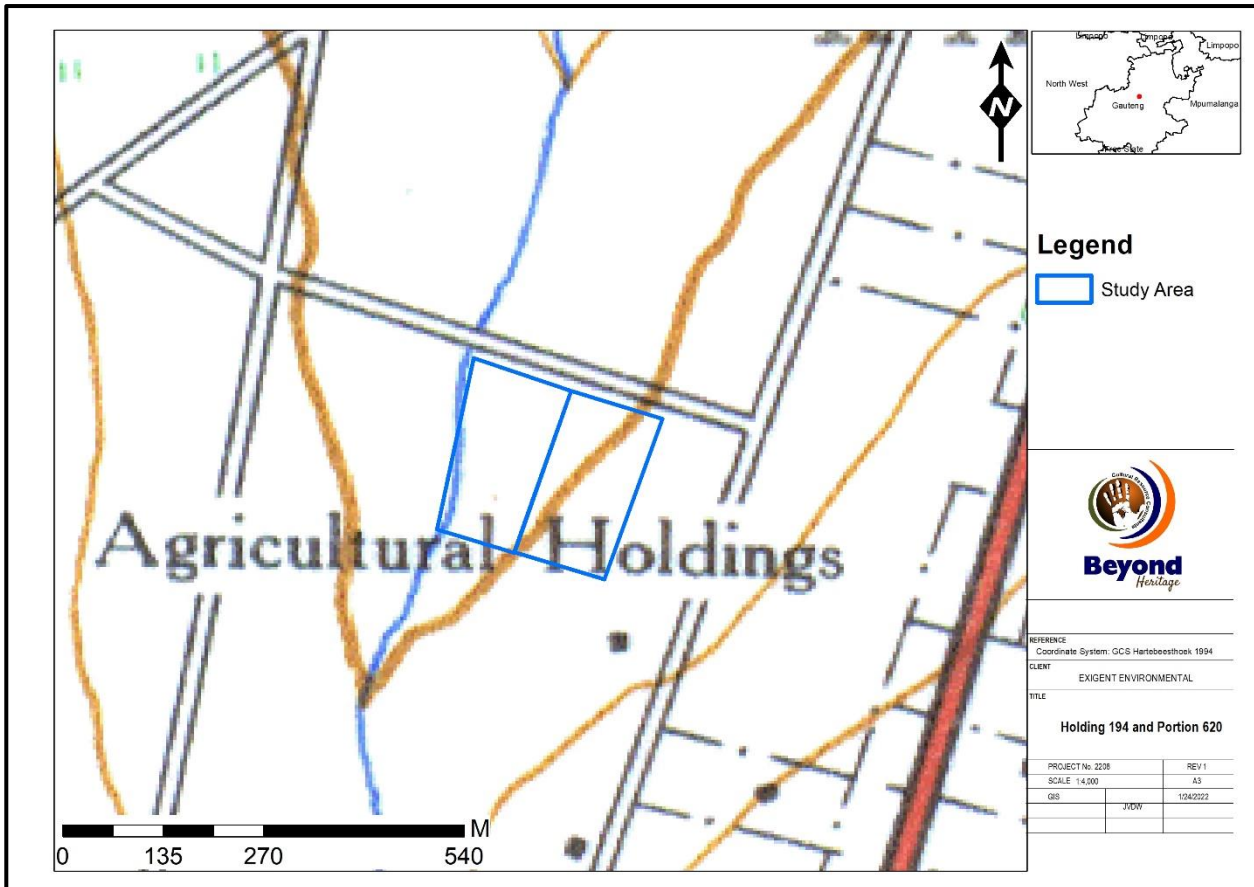 Limpopo
Limpopo
North West
Gauteng
Mpumalanga
Free State
N
Legend
Study Area
Agricultural Holdings
Beyond
Heritage
REFERENCE
Coordinate System: GCS Hartebeesthoek 1994
CLIENT
EXIGENT ENVIRONMENTAL
TITLE
Holding 194 and Portion 620
PROJECT No. 2208 REV 1
SCALE 1:4,000 A3
GIS JVDW 1/24/2022
M
0 135 270 540